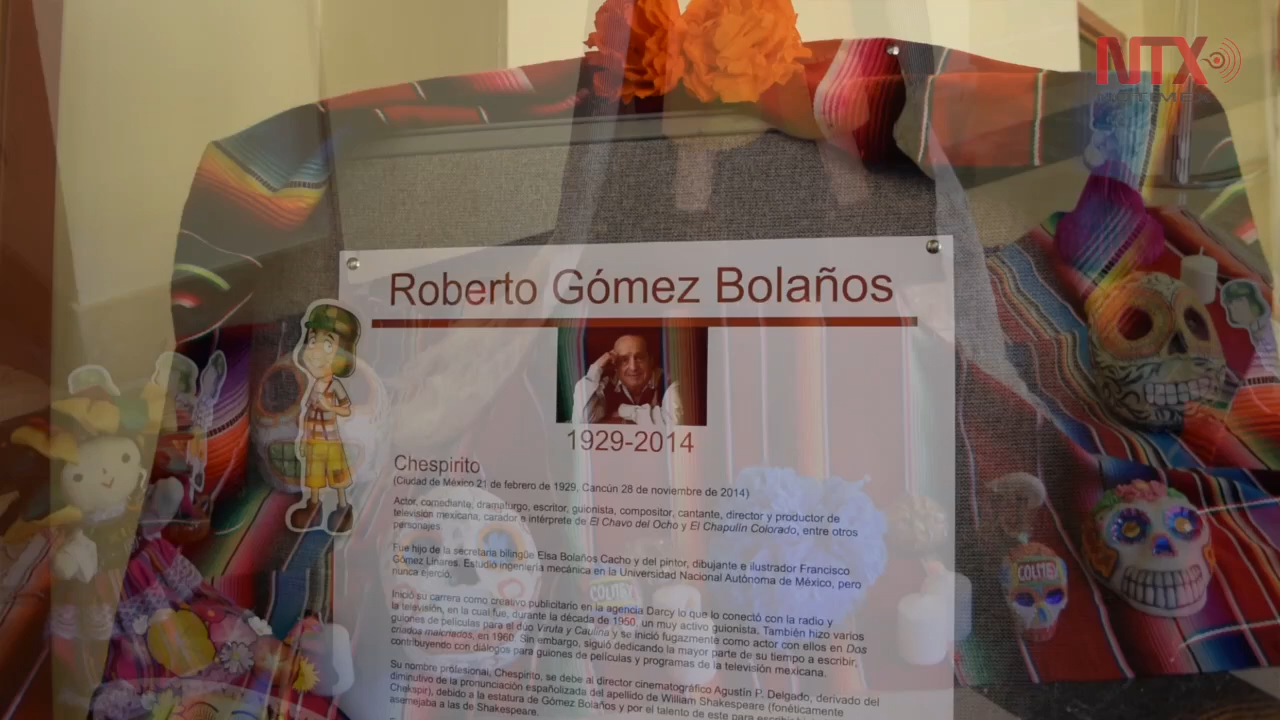 NTX
Roberto Gómez Bolaños
1929-2014
Chespirito
(Ciudad de México 21 de febrero de 1929, Cancún 28 de noviembre de 2014)
Actor, comediante, dramaturgo, escritor, guionista, compositor, cantante, director y productor de
televisión mexicana, carador e intérprete de El Chavo del Ocho y El Chapulín Colorado, entre otros
personajes.
Fue hijo de la secretaria bilingüe Elsa Bolaños Cacho y del pintor, dibujante e ilustrador Francisco
Gómez Linares. Estudió ingeniería mecánica en la Universidad Nacional Autónoma de México, pero
nunca ejerció.
Inició su carrera como creativo publicitario en la agencia Darcy lo que lo conectó con la radio y
la televisión, en la cual fue, durante la década de 1950, un muy activo guionista. También hizo varios
guiones de películas para el dúo Viruta y Caulina y se inició fugazmente como actor con ellos en Dos
criados malcriados, en 1960. Sin embargo, siguió dedicando la mayor parte de su tiempo a escribir,
contribuyendo con diálogos para guiones de películas y programas de la televisión mexicana.
Su nombre profesional, Chespirito, se debe al director cinematográfico Agustín P. Delgado, derivado del
diminutivo de la pronunciación españolizada del apellido de William Shakespeare (fonéticamente
Chekspir), debido a la estatura de Gómez Bolaños y por el talento de este para escribir
asemejaba a las de Shakespeare.
COLMEX
COLMEX